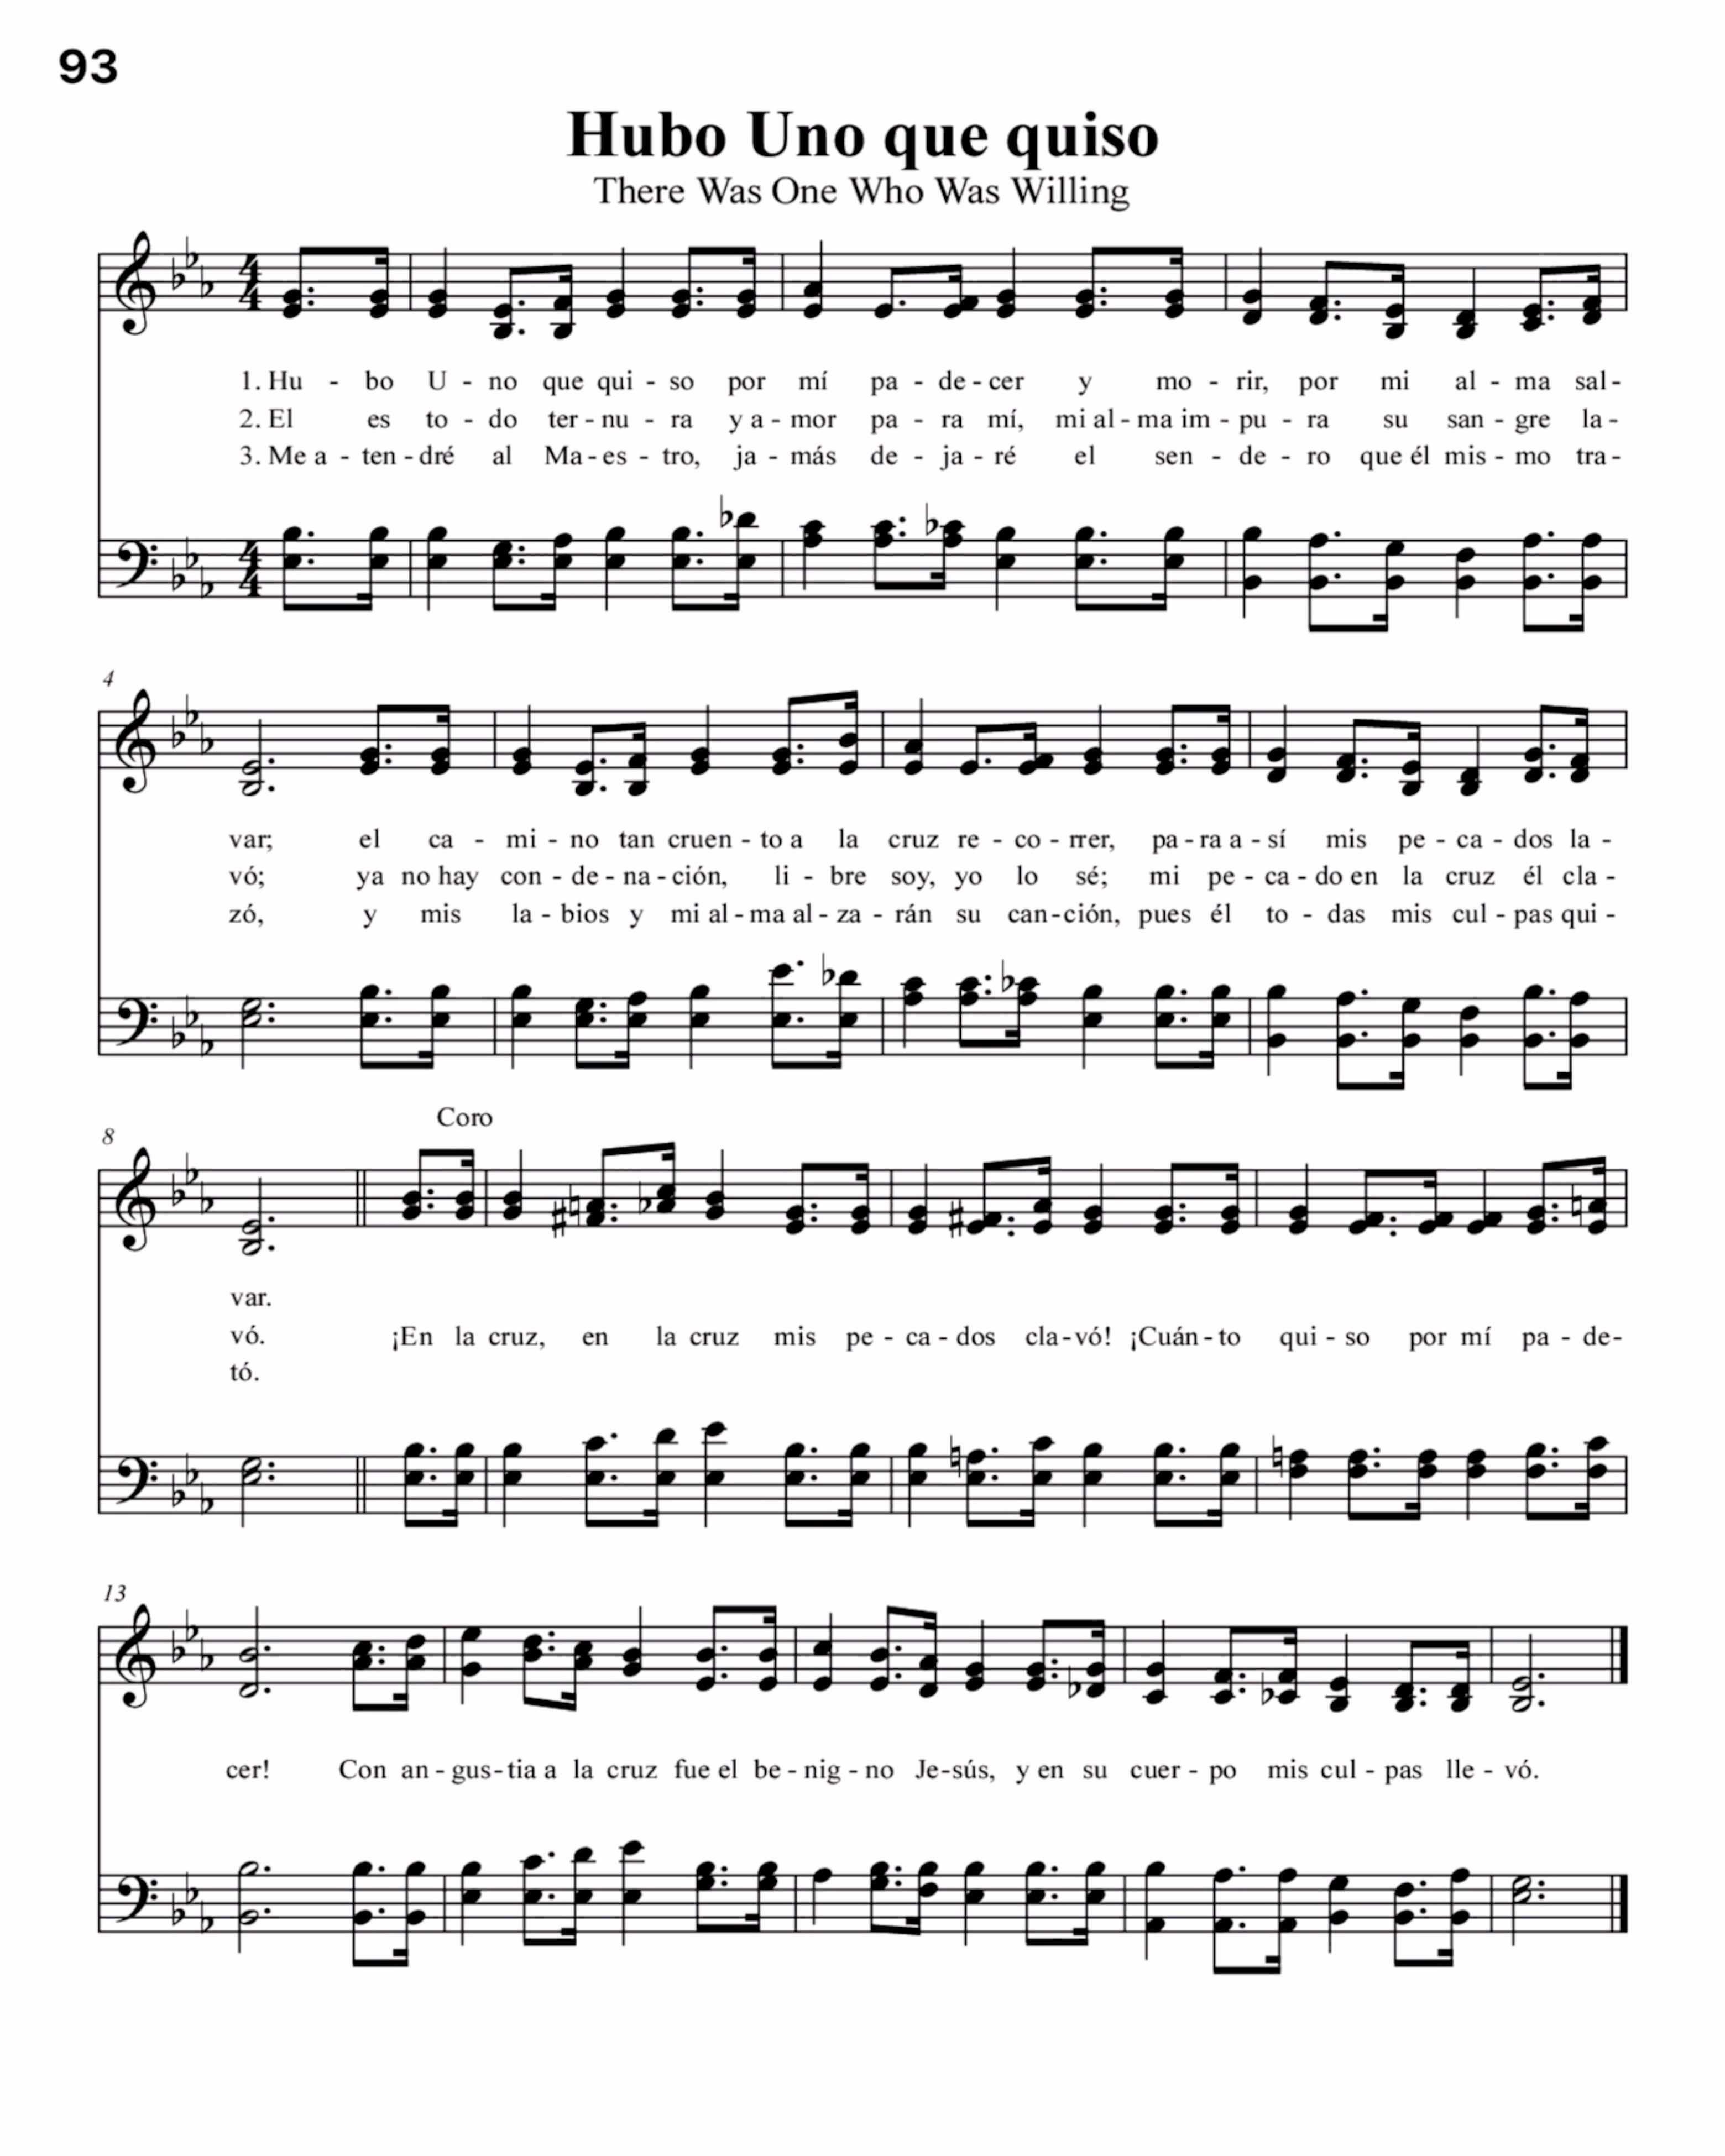 93
Hubo Uno que quiso
There Was One Who Was Willing
1. Hu - bo U - no que qui - so por mí pa - de - cer y mo - rir, por mi al - ma sal -
2. El es to - do ter - nu - ra y a - mor pa - ra mí, mi al - ma im - pu - ra su san - gre la -
3. Me a - ten - dré al Ma - es - tro, ja - más de - ja - ré el sen - de - ro que él mis - mo tra -
4
var; el ca - mi - no tan cruen - to a la cruz re - co - rrer, pa - ra a - sí mis pe - ca - dos la -
vó; ya no hay con - de - na - ción, li - bre soy, yo lo sé; mi pe - ca - do en la cruz él cla -
zó, y mis la - bios y mi al - ma al - za - rán su can - ción, pues él to - das mis cul - pas qui -
Coro
8
var.
vó. ¡En la cruz, en la cruz mis pe - ca - dos cla - vó! ¡Cuán - to qui - so por mí pa - de -
tó.
13
cer! Con an - gus - tia a la cruz fue el be - nig - no Je - sús, y en su cuer - po mis cul - pas lle - vó.